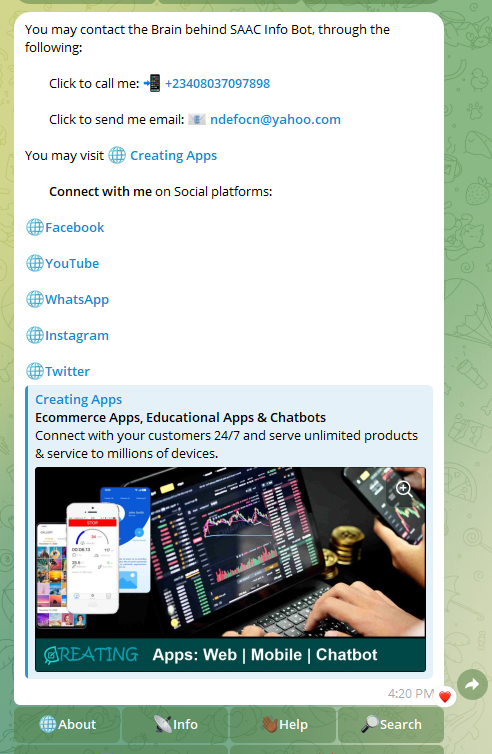 You may contact the Brain behind SAAC Info Bot, through the
following:
Click to call me: +23408037097898
Click to send me email: ndefocn@yahoo.com
You may visit Creating Apps
Connect with me on Social platforms:
Facebook
YouTube
WhatsApp
Instagram
Twitter
Creating Apps
Ecommerce Apps, Educational Apps & Chatbots
Connect with your customers 24/7 and serve unlimited products
& service to millions of devices.
STOP
CREATING Apps: Web | Mobile | Chatbot
4:20 PM
About Info Help Search